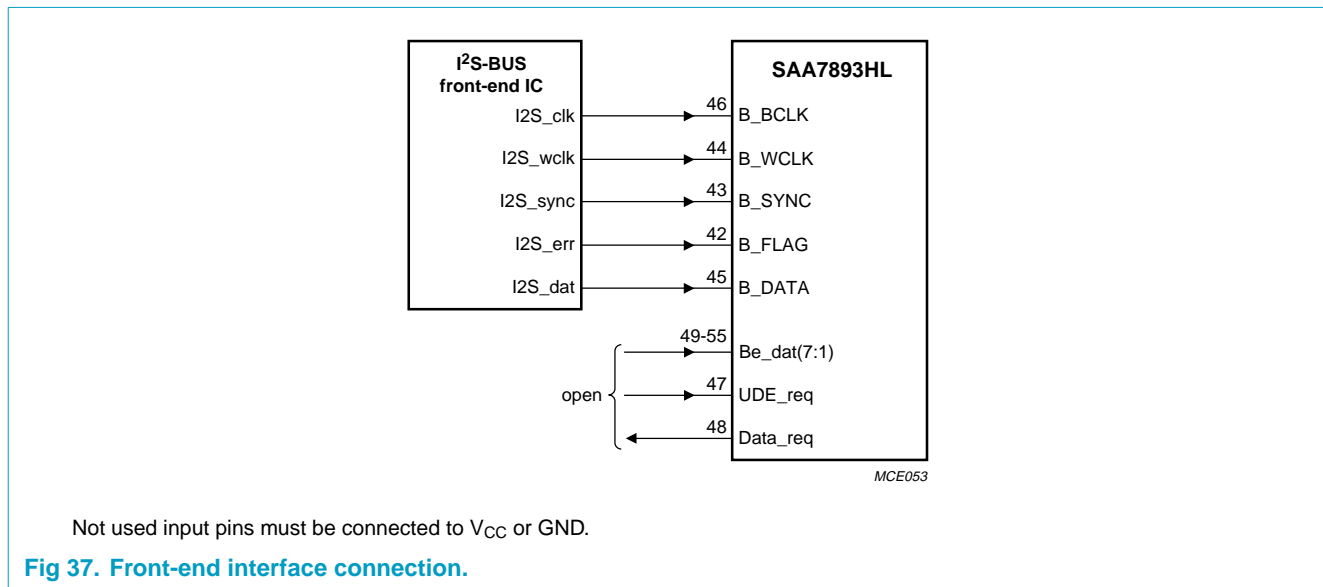 I2S-BUS
front-end IC
SAA7893HL
I2S_clk 46 B_BCLK
I2S_wclk 44 B_WCLK
I2S_sync 43 B_SYNC
I2S_err 42 B_FLAG
I2S_dat 45 B_DATA
49-55 Be_dat(7:1)
open 47 UDE_req
48 Data_req
MCE053
Not used input pins must be connected to VCC or GND.
Fig 37. Front-end interface connection.